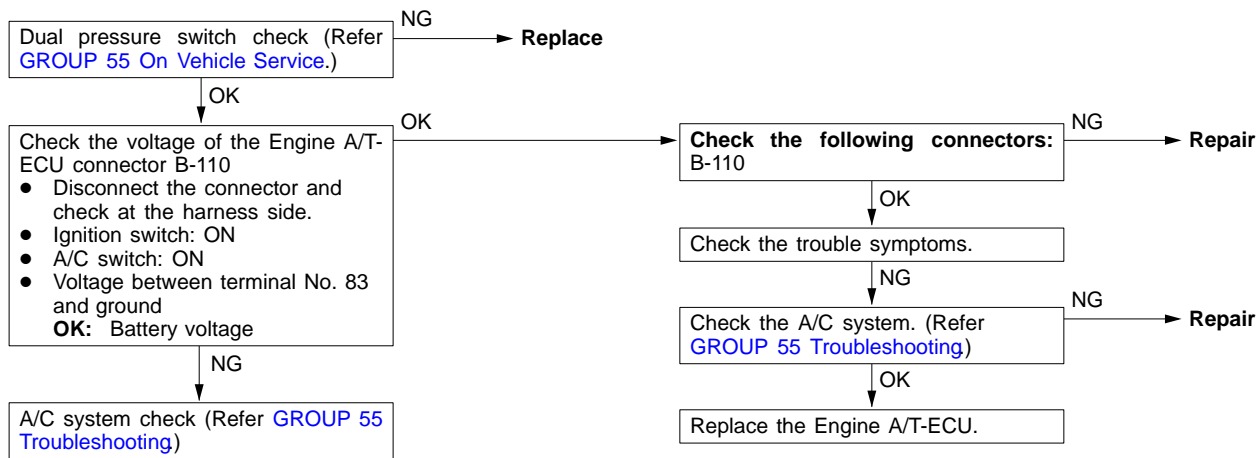 Dual pressure switch check (Refer
GROUP 55 On Vehicle Service.)
NG
Replace
OK
Check the voltage of the Engine A/T-
ECU connector B-110
● Disconnect the connector and
check at the harness side.
● Ignition switch: ON
● A/C switch: ON
● Voltage between terminal No. 83
and ground
OK: Battery voltage
NG
A/C system check (Refer GROUP 55
Troubleshooting.)
OK
Check the following connectors:
B-110
NG
Repair
OK
Check the trouble symptoms.
NG
Check the A/C system. (Refer
GROUP 55 Troubleshooting.)
NG
Repair
OK
Replace the Engine A/T-ECU.